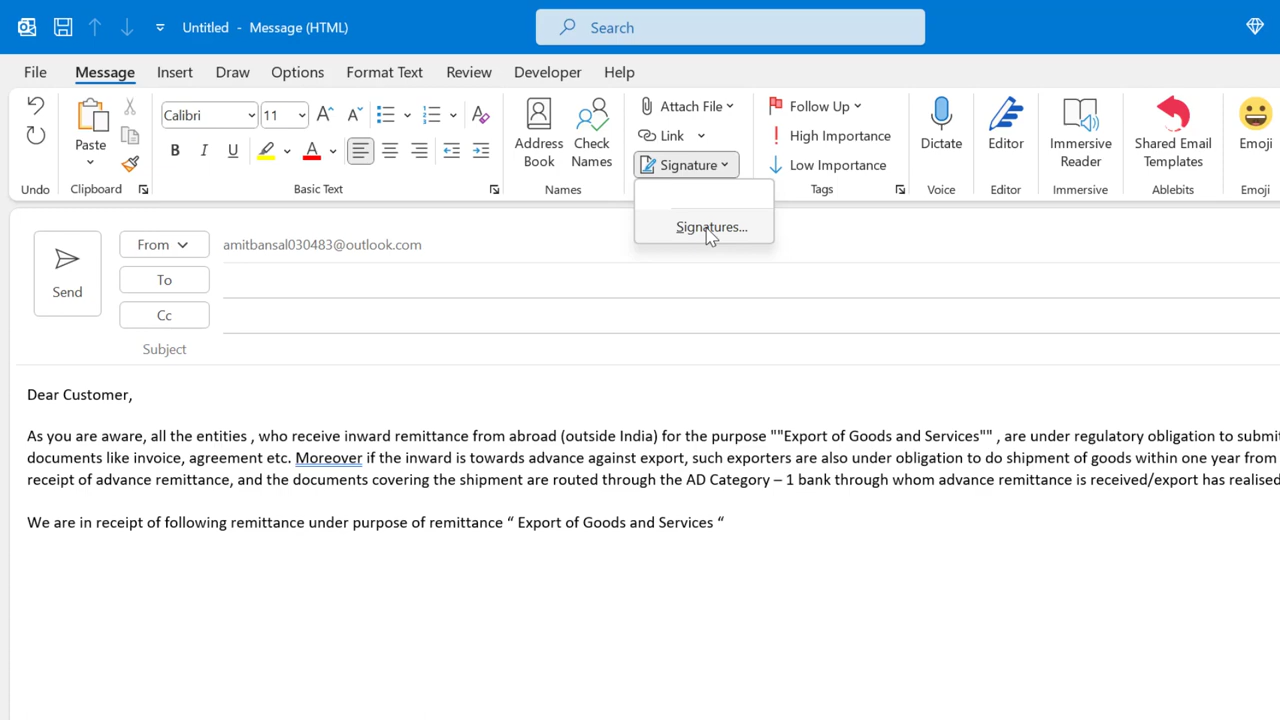 Untitled - Message (HTML)
Search
File Message Insert Draw Options Format Text Review Developer Help
Calibri 11
Attach File
Follow Up
Link
High Importance
Signature
Low Importance
Paste
Address Book
Check Names
Dictate
Editor
Immersive Reader
Shared Email Templates
Emoji
Undo Clipboard Basic Text Names Tags Voice Editor Immersive Ablebits Emoji
Signatures...
Send
From amitbansal030483@outlook.com
To
Cc
Subject
Dear Customer,
As you are aware, all the entities , who receive inward remittance from abroad (outside India) for the purpose ""Export of Goods and Services"" , are under regulatory obligation to submit
documents like invoice, agreement etc. Moreover if the inward is towards advance against export, such exporters are also under obligation to do shipment of goods within one year from
receipt of advance remittance, and the documents covering the shipment are routed through the AD Category – 1 bank through whom advance remittance is received/export has realised
We are in receipt of following remittance under purpose of remittance “ Export of Goods and Services “